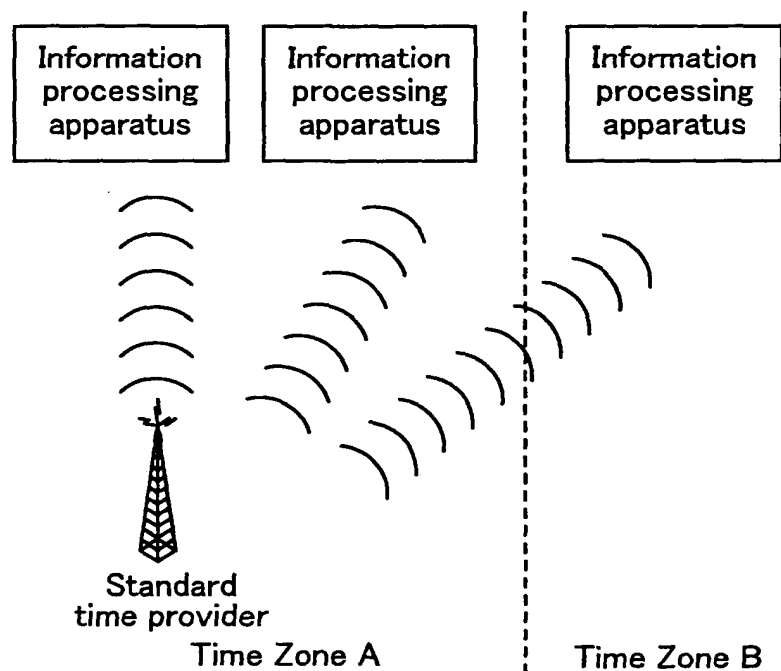 Information
processing
apparatus
Information
processing
apparatus
Information
processing
apparatus
Standard
time provider
Time Zone A
Time Zone B